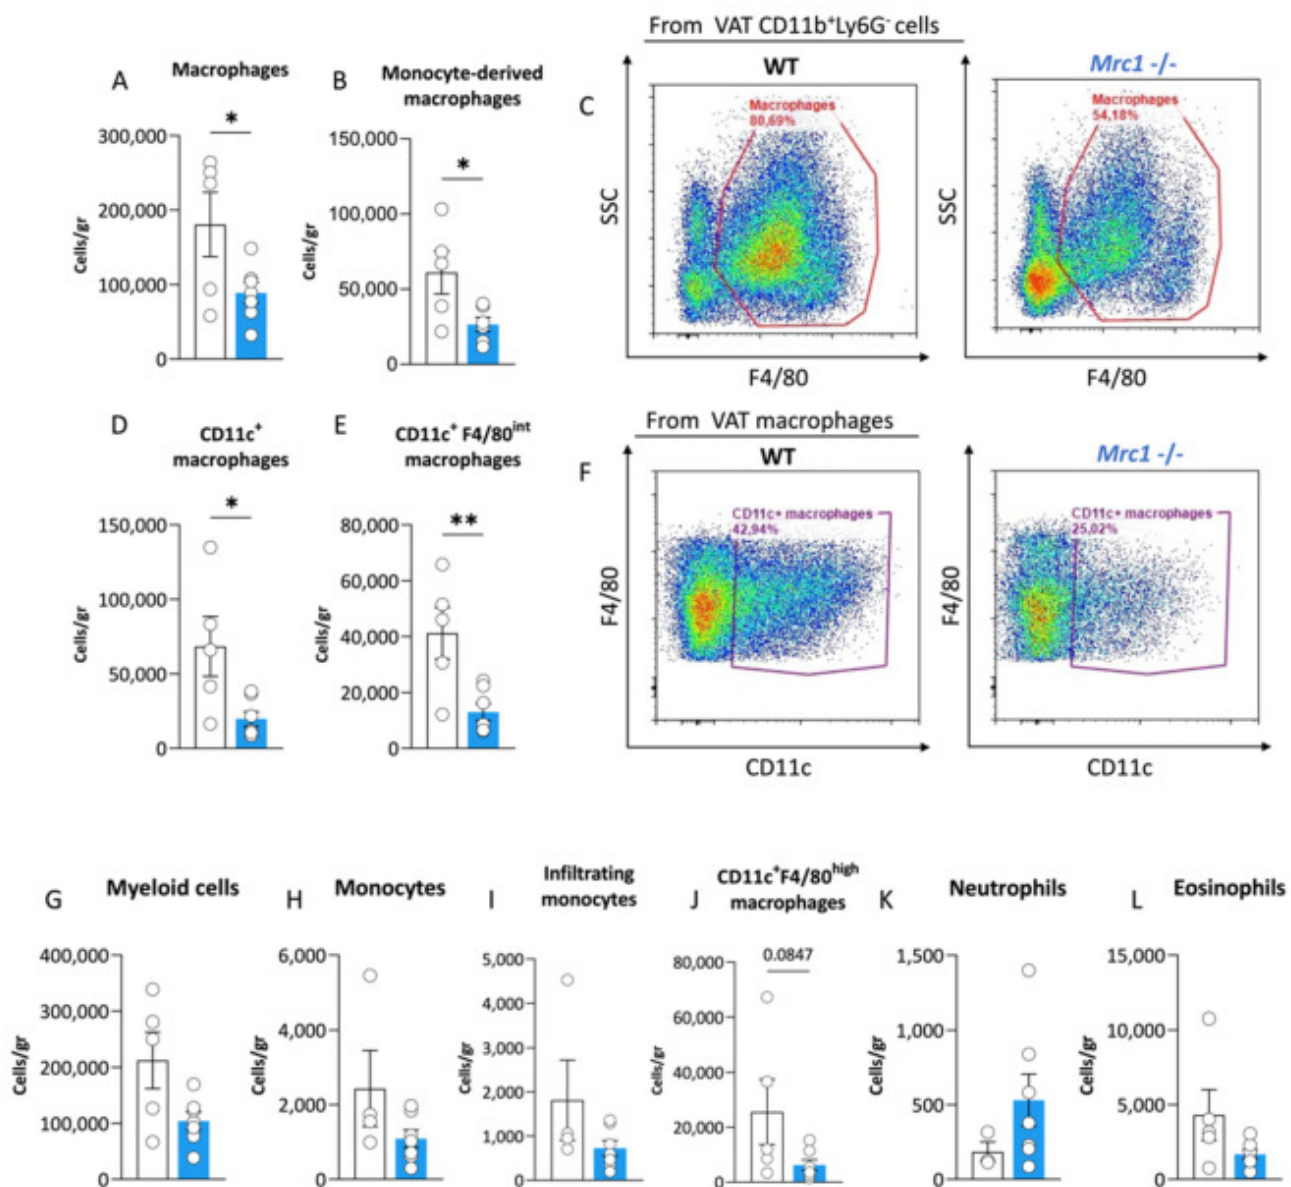 From VAT CD11b⁺Ly6G⁻ cells
A
Macrophages
*
300,000
200,000
100,000
0
Cells/gr
B
Monocyte-derived
macrophages
*
150,000
100,000
50,000
0
Cells/gr
C
WT
Macrophages
80,69%
SSC
F4/80
Mrc1 -/-
Macrophages
54,18%
SSC
F4/80
D
CD11c⁺
macrophages
*
150,000
100,000
50,000
0
Cells/gr
E
CD11c⁺ F4/80ⁱⁿᵗ
macrophages
**
80,000
60,000
40,000
20,000
0
Cells/gr
From VAT macrophages
F
WT
CD11c+ macrophages
42,94%
F4/80
CD11c
Mrc1 -/-
CD11c+ macrophages
25,02%
F4/80
CD11c
G
Myeloid cells
400,000
300,000
200,000
100,000
0
Cells/gr
H
Monocytes
6,000
4,000
2,000
0
Cells/gr
I
Infiltrating
monocytes
5,000
4,000
3,000
2,000
1,000
0
Cells/gr
J
CD11c⁺F4/80ʰⁱᵍʰ
macrophages
0.0847
80,000
60,000
40,000
20,000
0
Cells/gr
K
Neutrophils
1,500
1,000
500
0
Cells/gr
L
Eosinophils
15,000
10,000
5,000
0
Cells/gr